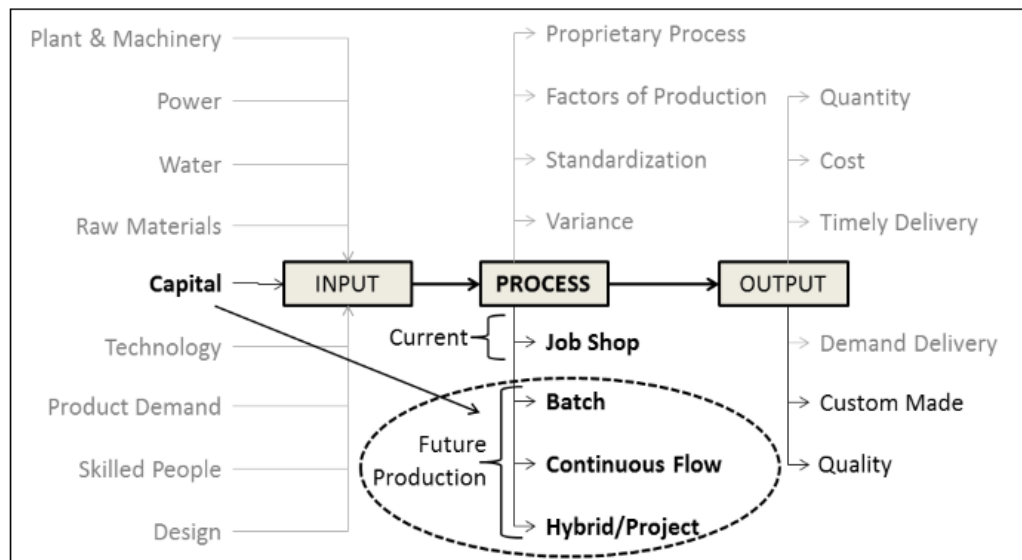 Plant & Machinery
Power
Water
Raw Materials
Capital
Technology
Product Demand
Skilled People
Design
INPUT
Proprietary Process
Factors of Production
Standardization
Variance
PROCESS
Current
Job Shop
Future
Production
Batch
Continuous Flow
Hybrid/Project
Quantity
Cost
Timely Delivery
OUTPUT
Demand Delivery
Custom Made
Quality